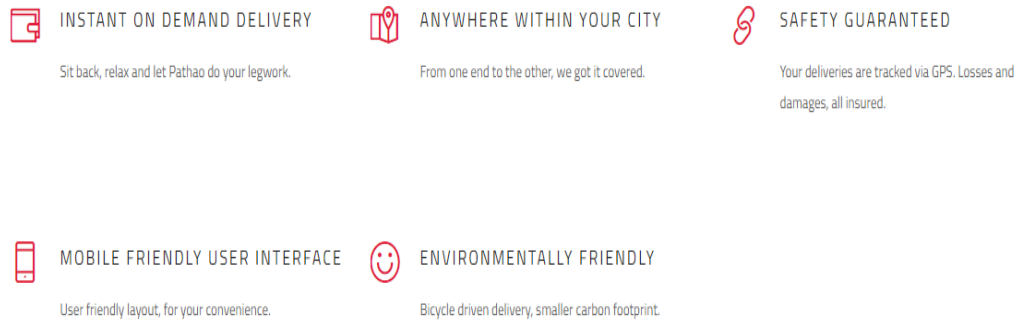 INSTANT ON DEMAND DELIVERY
Sit back, relax and let Pathao do your legwork.
ANYWHERE WITHIN YOUR CITY
From one end to the other, we got it covered.
SAFETY GUARANTEED
Your deliveries are tracked via GPS. Losses and
damages, all insured.
MOBILE FRIENDLY USER INTERFACE
User friendly layout, for your convenience.
ENVIRONMENTALLY FRIENDLY
Bicycle driven delivery, smaller carbon footprint.